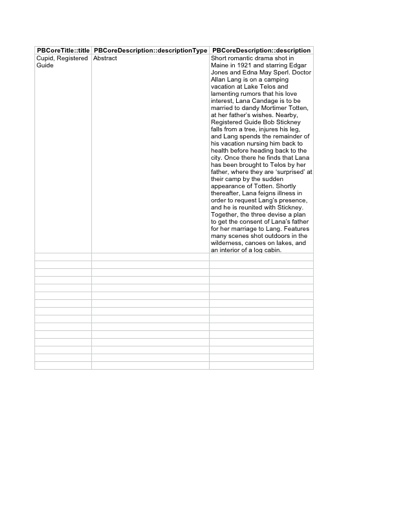 PBCoreTitle::title PBCoreDescription::descriptionType PBCoreDescription::description
Cupid, Registered Guide
Abstract
Short romantic drama shot in
Maine in 1921 and starring Edgar
Jones and Edna May Sperl. Doctor
Allan Lang is on a camping
vacation at Lake Telos and
lamenting rumors that his love
interest, Lana Candage is to be
married to dandy Mortimer Totten,
at her father's wishes. Nearby,
Registered Guide Bob Stickney
falls from a tree, injures his leg,
and Lang spends the remainder of
his vacation nursing him back to
health before heading back to the
city. Once there he finds that Lana
has been brought to Telos by her
father, where they are 'surprised' at
their camp by the sudden
appearance of Totten. Shortly
thereafter, Lana feigns illness in
order to request Lang's presence,
and he is reunited with Stickney.
Together, the three devise a plan
to get the consent of Lana's father
for her marriage to Lang. Features
many scenes shot outdoors in the
wilderness, canoes on lakes, and
an interior of a log cabin.